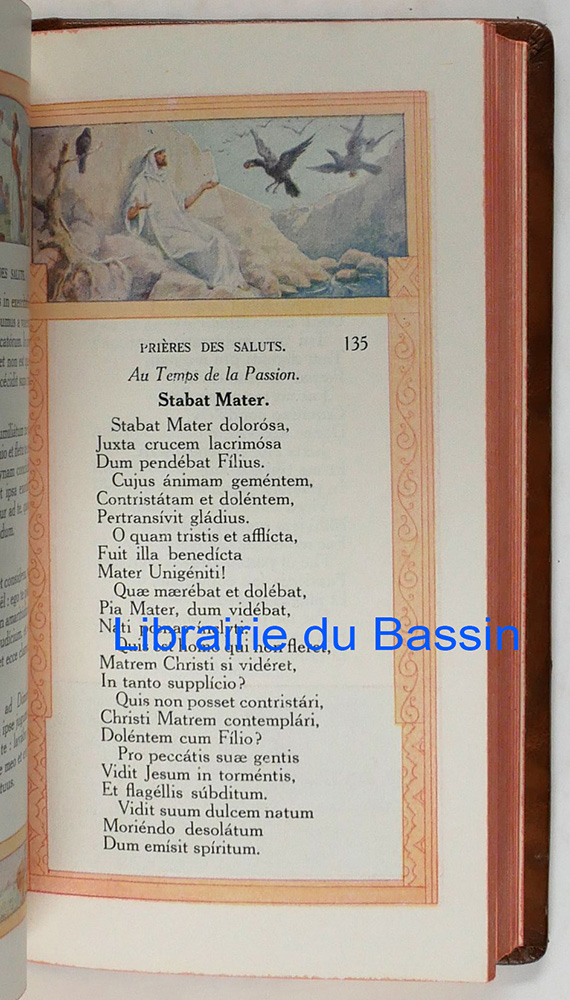 PRIÈRES DES SALUTS. 135
Au Temps de la Passion.
Stabat Mater.
Stabat Mater dolorósa,
Juxta crucem lacrimósa
Dum pendébat Fílius.
Cujus ánimam geméntem,
Contristátam et doléntem,
Pertransívit gládius.
O quam tristis et afflícta,
Fuit illa benedícta
Mater Unigéniti!
Quæ mærébat et dolébat,
Pia Mater, dum vidébat,
Nati pœnas ínclyti.
Librairie du Bassin
Quis est homo qui non fleret,
Matrem Christi si vidéret,
In tanto supplício?
Quis non posset contristári,
Christi Matrem contemplári,
Doléntem cum Fílio?
Pro peccátis suæ gentis
Vidit Jesum in torméntis,
Et flagéllis súbditum.
Vidit suum dulcem natum
Moriéndo desolátum
Dum emísit spíritum.